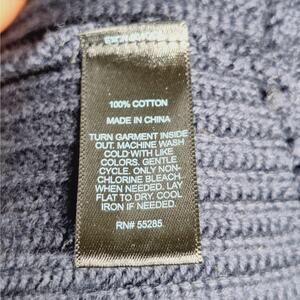 100% COTTON
MADE IN CHINA
TURN GARMENT INSIDE
OUT. MACHINE WASH
COLD WITH LIKE
COLORS. GENTLE
CYCLE. ONLY NON-
CHLORINE BLEACH
WHEN NEEDED. LAY
FLAT TO DRY. COOL
IRON IF NEEDED.
RN# 55285